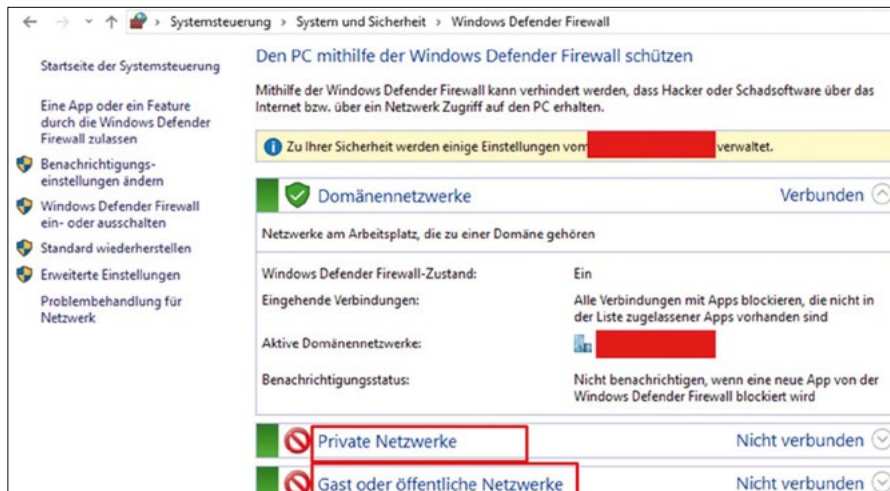 Systemsteuerung › System und Sicherheit › Windows Defender Firewall
Startseite der Systemsteuerung
Eine App oder ein Feature
durch die Windows Defender
Firewall zulassen
Benachrichtigungs-
einstellungen ändern
Windows Defender Firewall
ein- oder ausschalten
Standard wiederherstellen
Erweiterte Einstellungen
Problembehandlung für
Netzwerk
Den PC mithilfe der Windows Defender Firewall schützen
Mithilfe der Windows Defender Firewall kann verhindert werden, dass Hacker oder Schadsoftware über das
Internet bzw. über ein Netzwerk Zugriff auf den PC erhalten.
Zu Ihrer Sicherheit werden einige Einstellungen vom verwaltet.
Domänennetzwerke Verbunden
Netzwerke am Arbeitsplatz, die zu einer Domäne gehören
Windows Defender Firewall-Zustand: Ein
Eingehende Verbindungen: Alle Verbindungen mit Apps blockieren, die nicht in
der Liste zugelassener Apps vorhanden sind
Aktive Domänennetzwerke:
Benachrichtigungsstatus: Nicht benachrichtigen, wenn eine neue App von der
Windows Defender Firewall blockiert wird
Private Netzwerke Nicht verbunden
Gast oder öffentliche Netzwerke Nicht verbunden